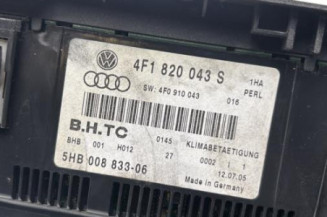 4F1 820 043 S
1HA
PERL
SW: 4F0 910 043
016
B.H.TC
0145
KLIMABETAETIGUNG
BHB 001 H012 27 0002 1 1
5HB 008 833-06
12.07.05
Made in Germany